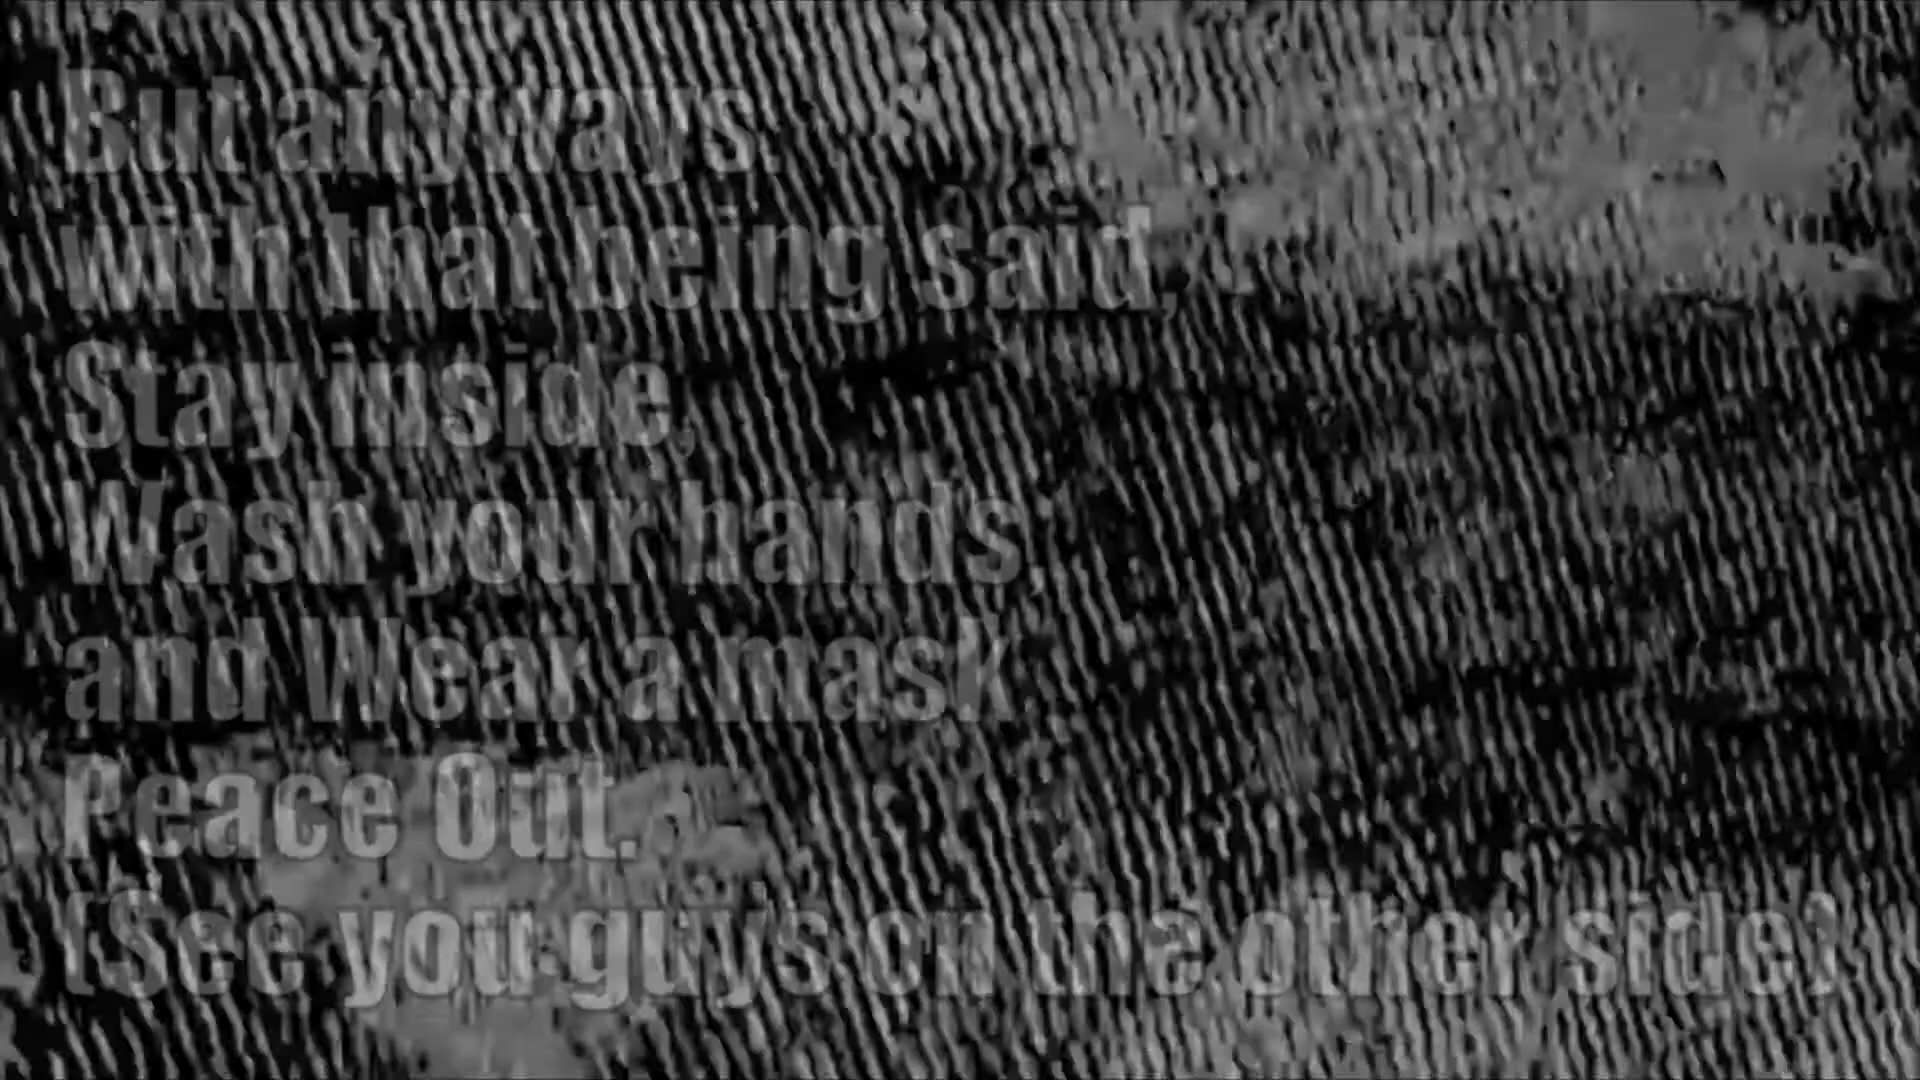 But anyways.
with that being said,
Stay inside,
Wash your hands.
and Wear a mask
Peace Out.
(See you guys on the other side)